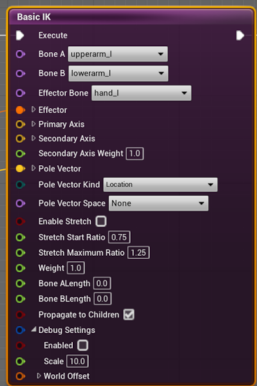 Basic IK
Execute
Bone A upperarm_l
Bone B lowerarm_l
Effector Bone hand_l
Effector
Primary Axis
Secondary Axis
Secondary Axis Weight 1.0
Pole Vector
Pole Vector Kind Location
Pole Vector Space None
Enable Stretch
Stretch Start Ratio 0.75
Stretch Maximum Ratio 1.25
Weight 1.0
Bone ALength 0.0
Bone BLength 0.0
Propagate to Children
Debug Settings
Enabled
Scale 10.0
World Offset